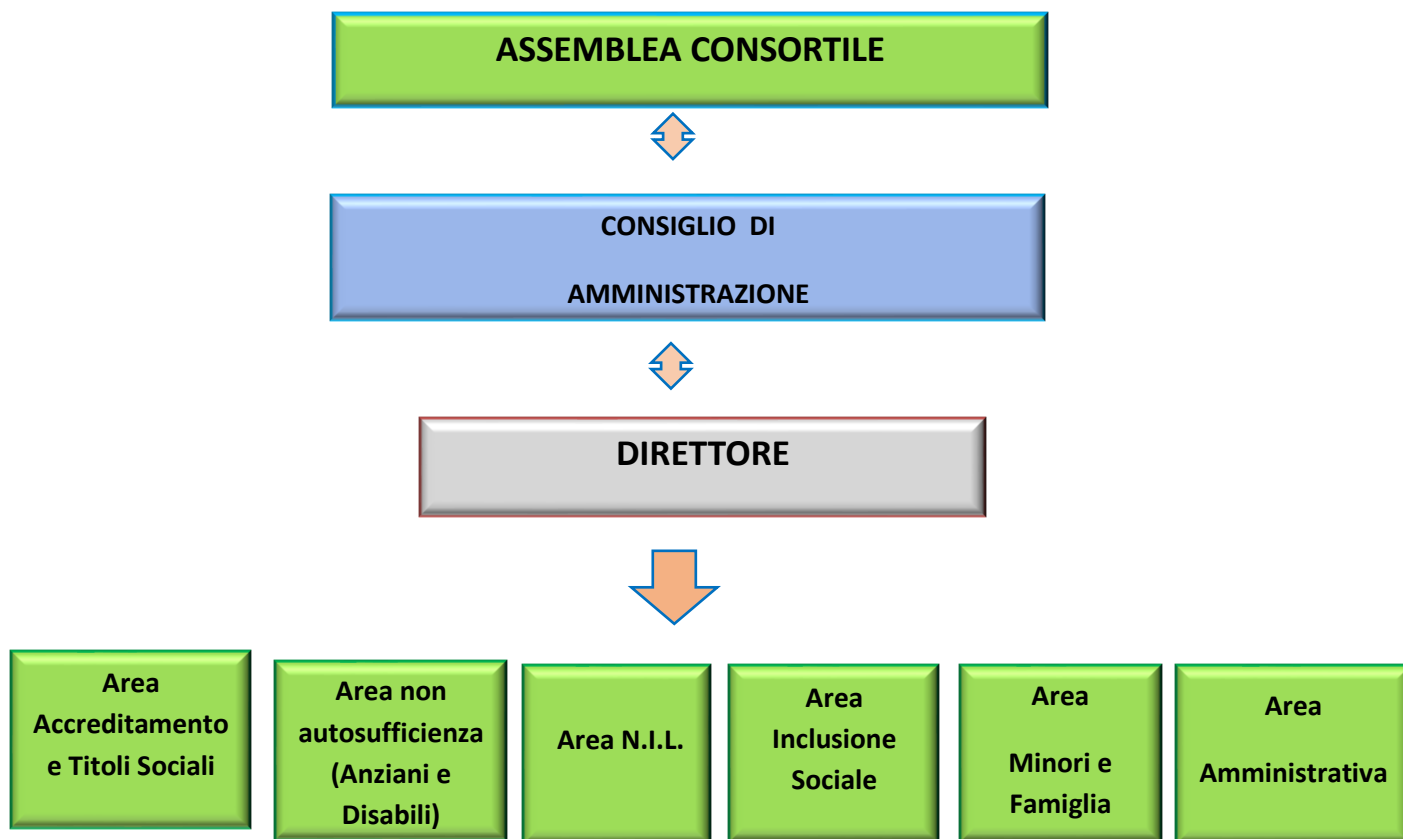 ASSEMBLEA CONSORTILE
CONSIGLIO DI
AMMINISTRAZIONE
DIRETTORE
Area
Accreditamento
e Titoli Sociali
Area non
autosufficienza
(Anziani e
Disabili)
Area N.I.L.
Area
Inclusione
Sociale
Area
Minori e
Famiglia
Area
Amministrativa